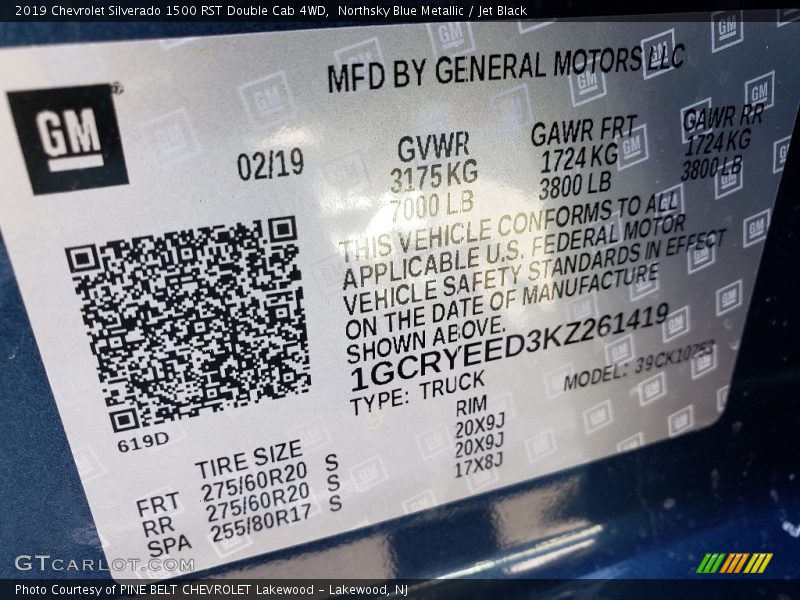 2019 Chevrolet Silverado 1500 RST Double Cab 4WD, Northsky Blue Metallic / Jet Black
MFD BY GENERAL MOTORS LLC
GM
02/19
GVWR
3175 KG
7000 LB
GAWR FRT
1724 KG
3800 LB
GAWR RR
1724 KG
3800 LB
THIS VEHICLE CONFORMS TO ALL
APPLICABLE U.S. FEDERAL MOTOR
VEHICLE SAFETY STANDARDS IN EFFECT
ON THE DATE OF MANUFACTURE
SHOWN ABOVE.
1GCRYEED3KZ261419
TYPE: TRUCK
MODEL: 39CK10753
619D
TIRE SIZE RIM
FRT 275/60R20 S 20X9J
RR 275/60R20 S 20X9J
SPA 255/80R17 S 17X8J
GTCARLOT.COM
Photo Courtesy of PINE BELT CHEVROLET Lakewood - Lakewood, NJ